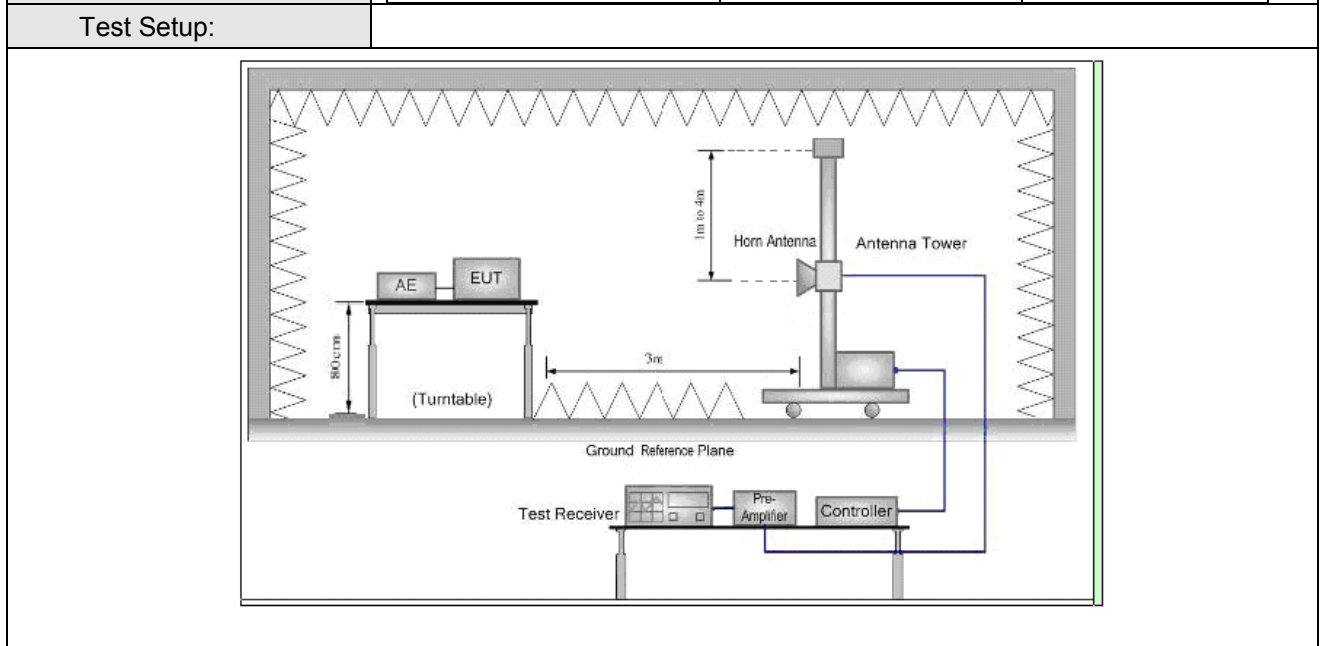 Test Setup:
1m to 4m
Horn Antenna
Antenna Tower
AE
EUT
80cm
3m
(Turntable)
Ground Reference Plane
Test Receiver
Pre-
Amplifier
Controller